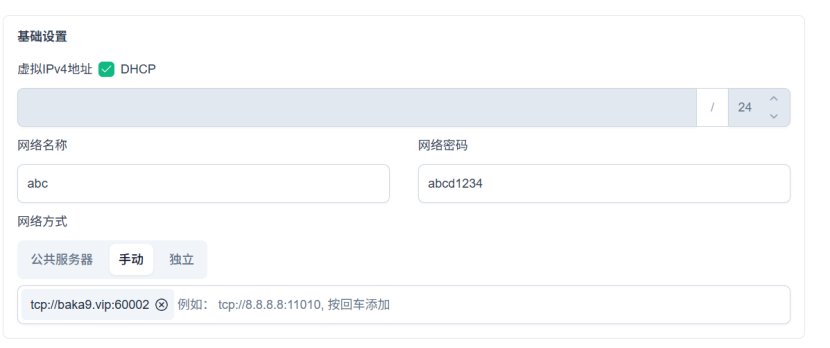 基础设置
虚拟IPv4地址 DHCP
/ 24
网络名称 网络密码
abc abcd1234
网络方式
公共服务器 手动 独立
tcp://baka9.vip:60002 例如： tcp://8.8.8.8:11010, 按回车添加